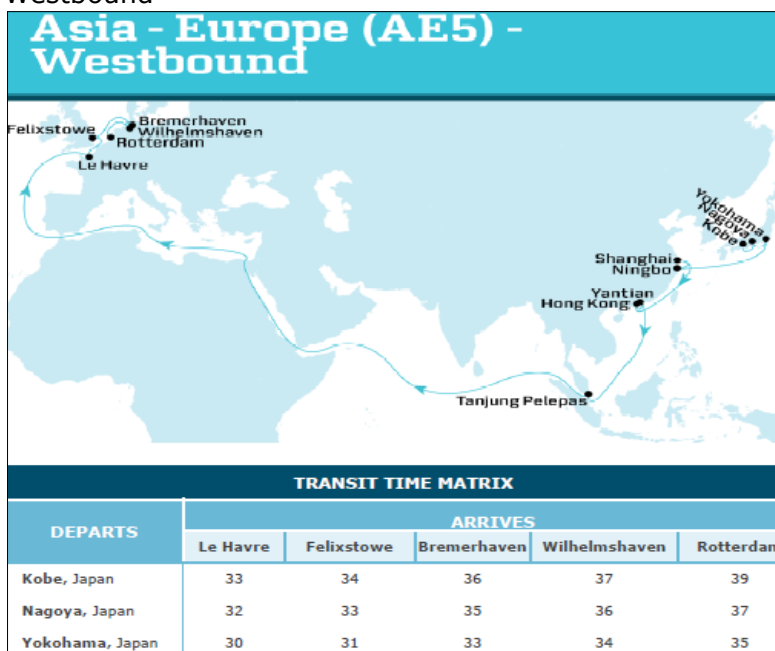 Westbound
Asia - Europe (AE5) -
Westbound
Bremerhaven
Felixstowe
Wilhelmshaven
Rotterdam
Le Havre
Yokohama
Nagoya
Kobe
Shanghai
Ningbo
Yantian
Hong Kong
Tanjung Pelepas
TRANSIT TIME MATRIX
DEPARTS
ARRIVES
Le Havre Felixstowe Bremerhaven Wilhelmshaven Rotterdam
Kobe, Japan 33 34 36 37 39
Nagoya, Japan 32 33 35 36 37
Yokohama, Japan 30 31 33 34 35